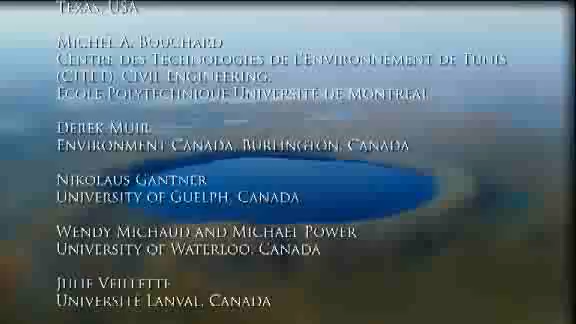 Texas, USA
Michel A. Bouchard
Centre des Technologies de l'Environnement de Tunis
(CITET), Civil Engineering,
École Polytechnique Université de Montréal
Derek Muir
Environment Canada, Burlington, Canada
Nikolaus Gantner
University of Guelph, Canada
Wendy Michaud and Michael Power
University of Waterloo, Canada
Julie Veillette
Université Lanval, Canada